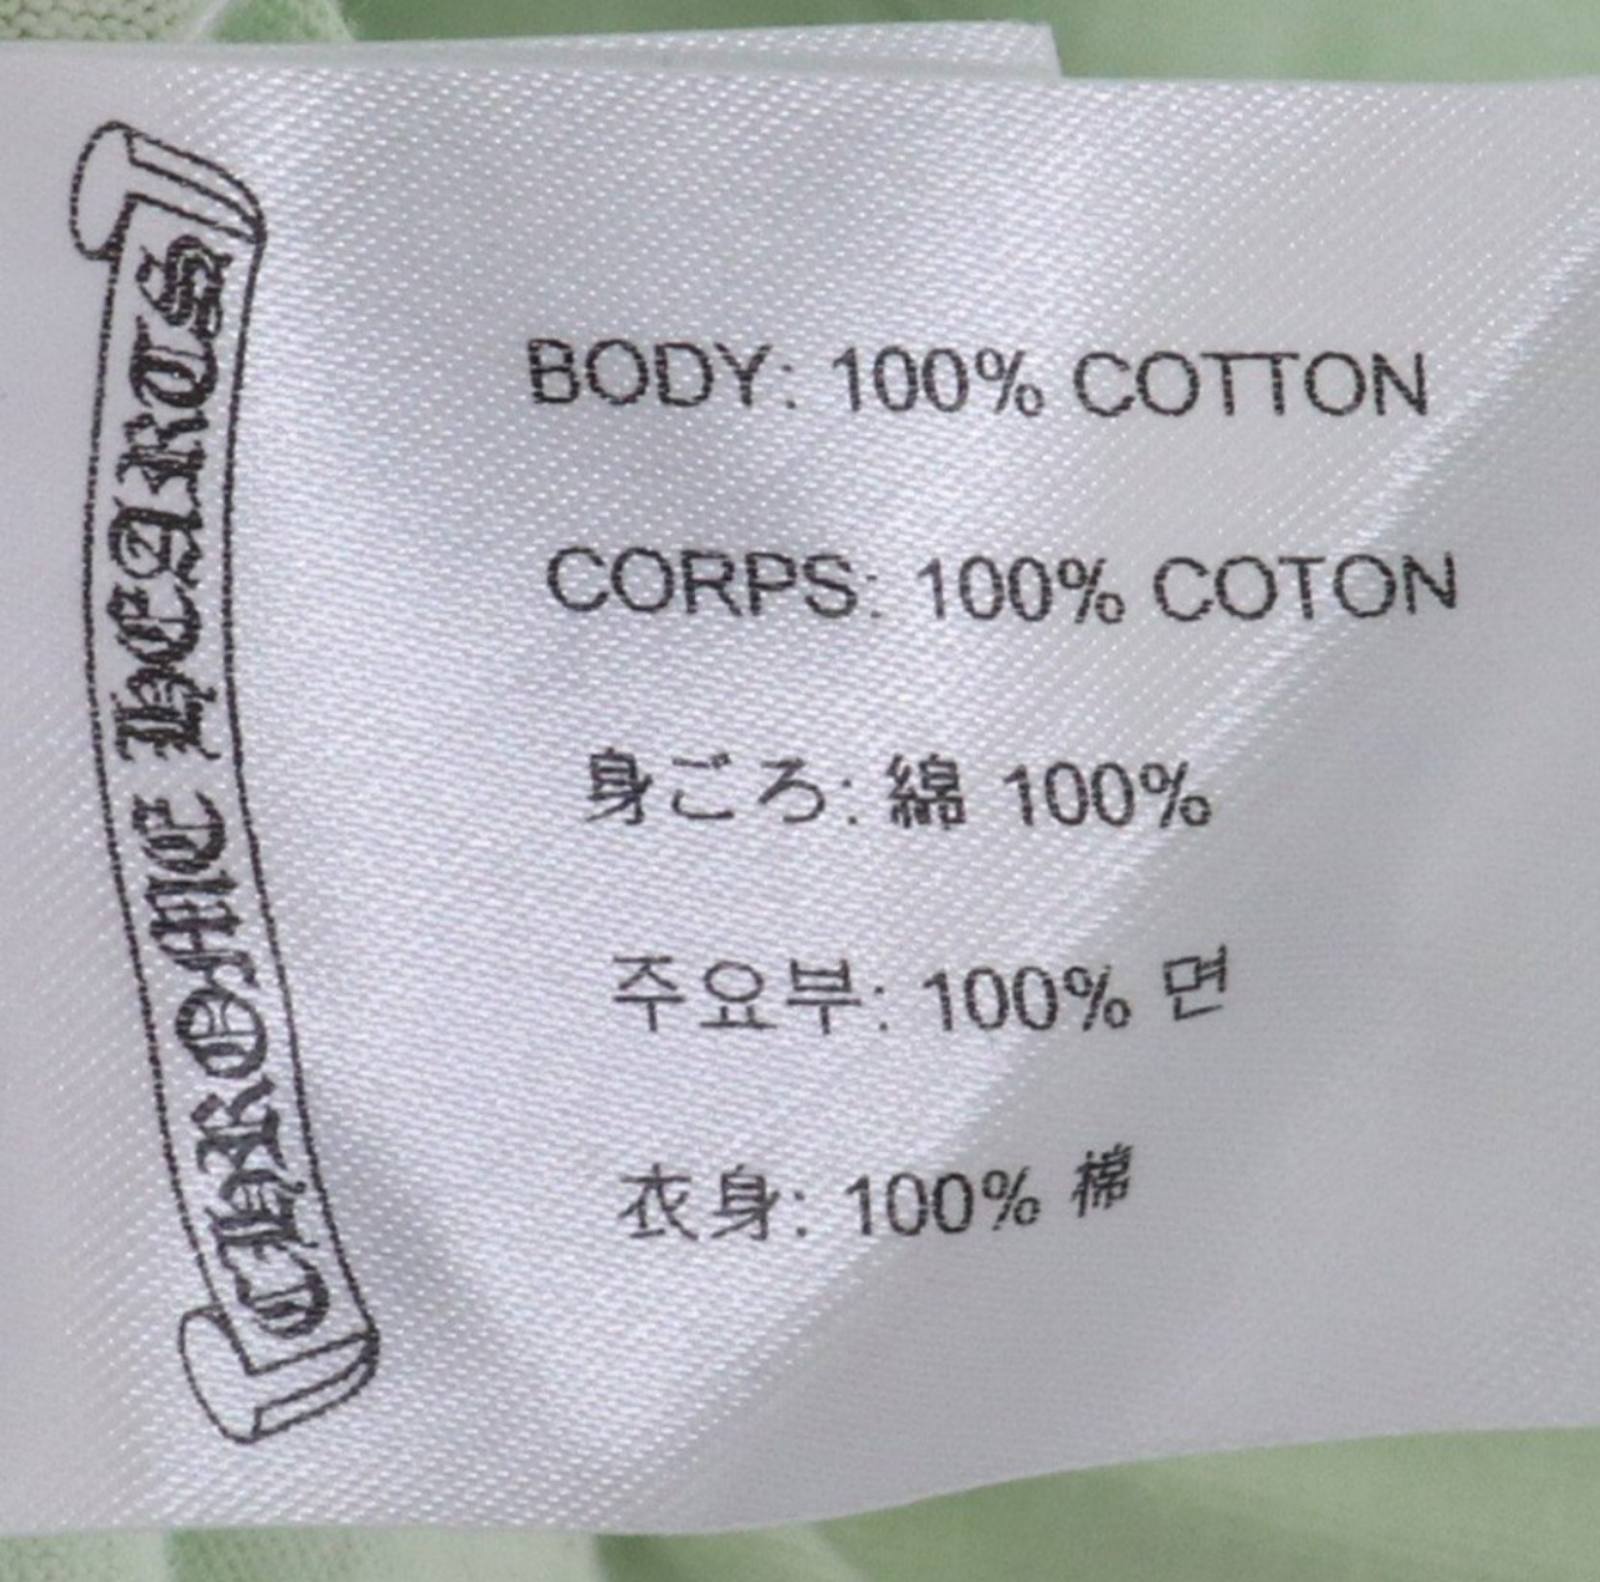 CHROME HEARTS
BODY: 100% COTTON
CORPS: 100% COTON
身ごろ: 綿 100%
주요부: 100% 면
衣身: 100% 棉